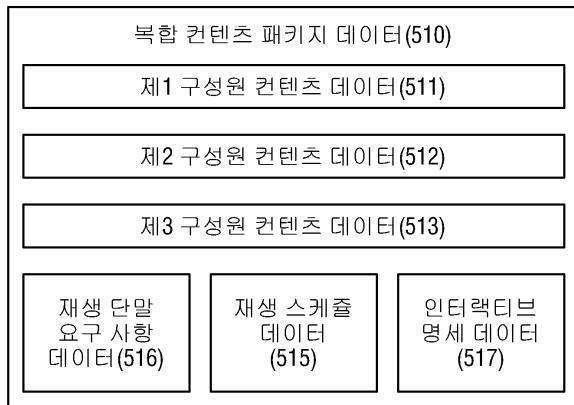 복합 컨텐츠 패키지 데이터(510)
제1 구성원 컨텐츠 데이터(511)
제2 구성원 컨텐츠 데이터(512)
제3 구성원 컨텐츠 데이터(513)
재생 단말
요구 사항
데이터(516)
재생 스케쥴
데이터
(515)
인터랙티브
명세 데이터
(517)